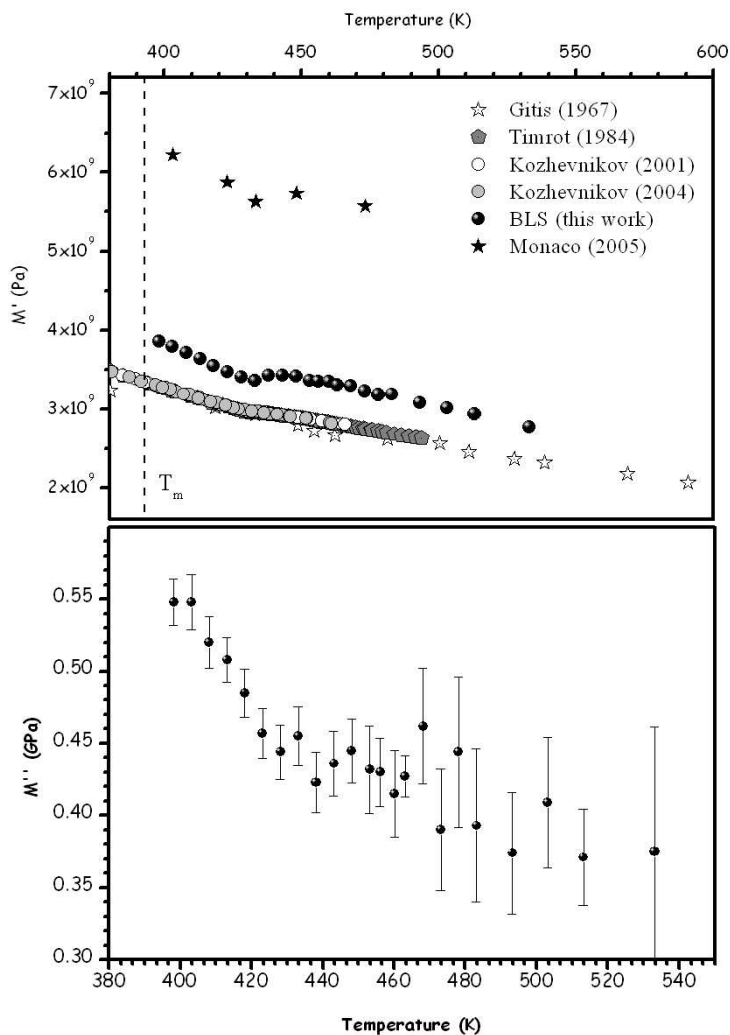 Temperature (K)
400 450 500 550 600
7×10⁹
6×10⁹
5×10⁹
4×10⁹
3×10⁹
2×10⁹
M' (Pa)
Gitis (1967)
Timrot (1984)
Kozhevnikov (2001)
Kozhevnikov (2004)
BLS (this work)
Monaco (2005)
Tₘ
0.55
0.50
0.45
0.40
0.35
0.30
M'' (GPa)
380 400 420 440 460 480 500 520 540
Temperature (K)